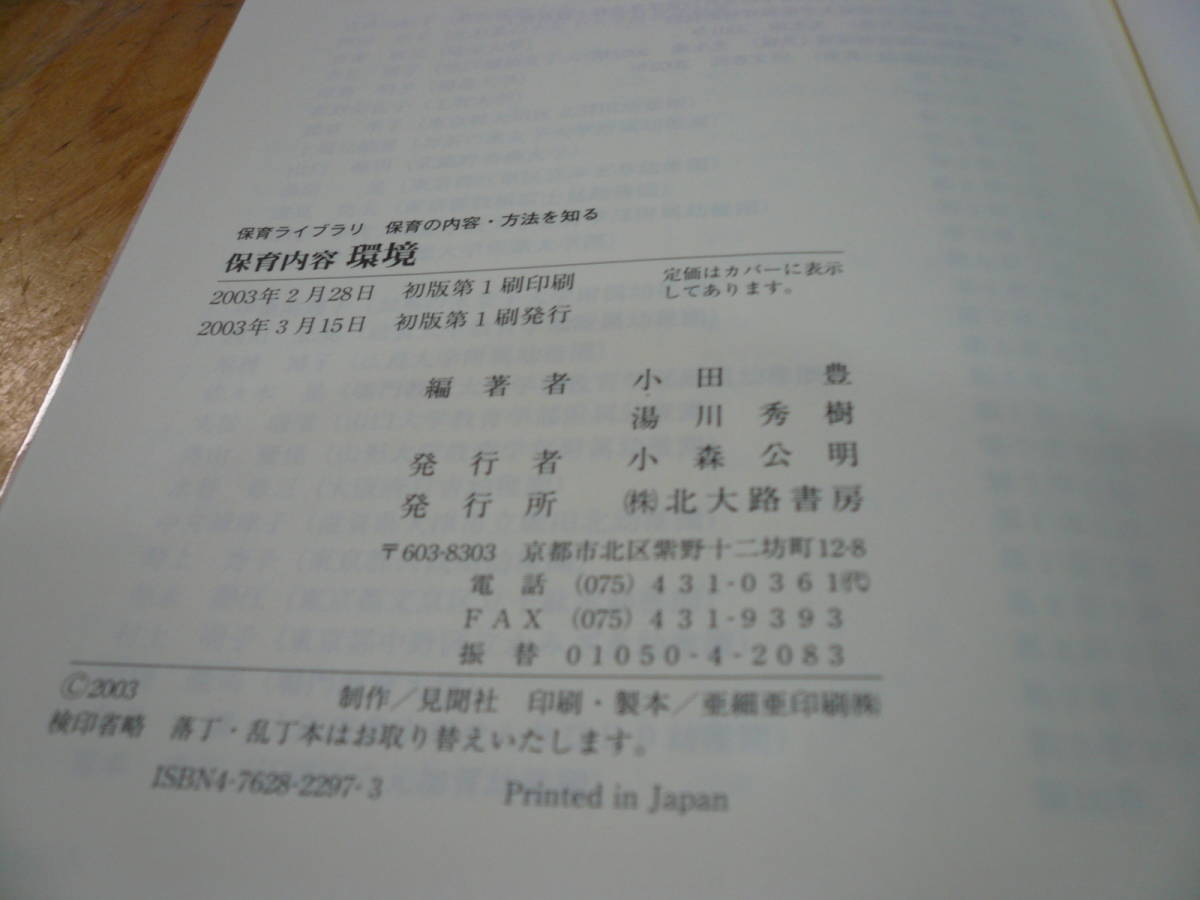 保育ライブラリ 保育の内容・方法を知る
保育内容 環境
2003年2月28日 初版第1刷印刷
2003年3月15日 初版第1刷発行
定価はカバーに表示
してあります。
編著者 小田 豊
湯川秀樹
発行者 小森公明
発行所 ㈱北大路書房
〒603-8303 京都市北区紫野十二坊町12-8
電話 (075) 431-0361㈹
FAX (075) 431-9393
振替 01050-4-2083
©2003 制作／見聞社 印刷・製本／亜細亜印刷㈱
検印省略 落丁・乱丁本はお取り替えいたします。
ISBN4-7628-2297-3 Printed in Japan